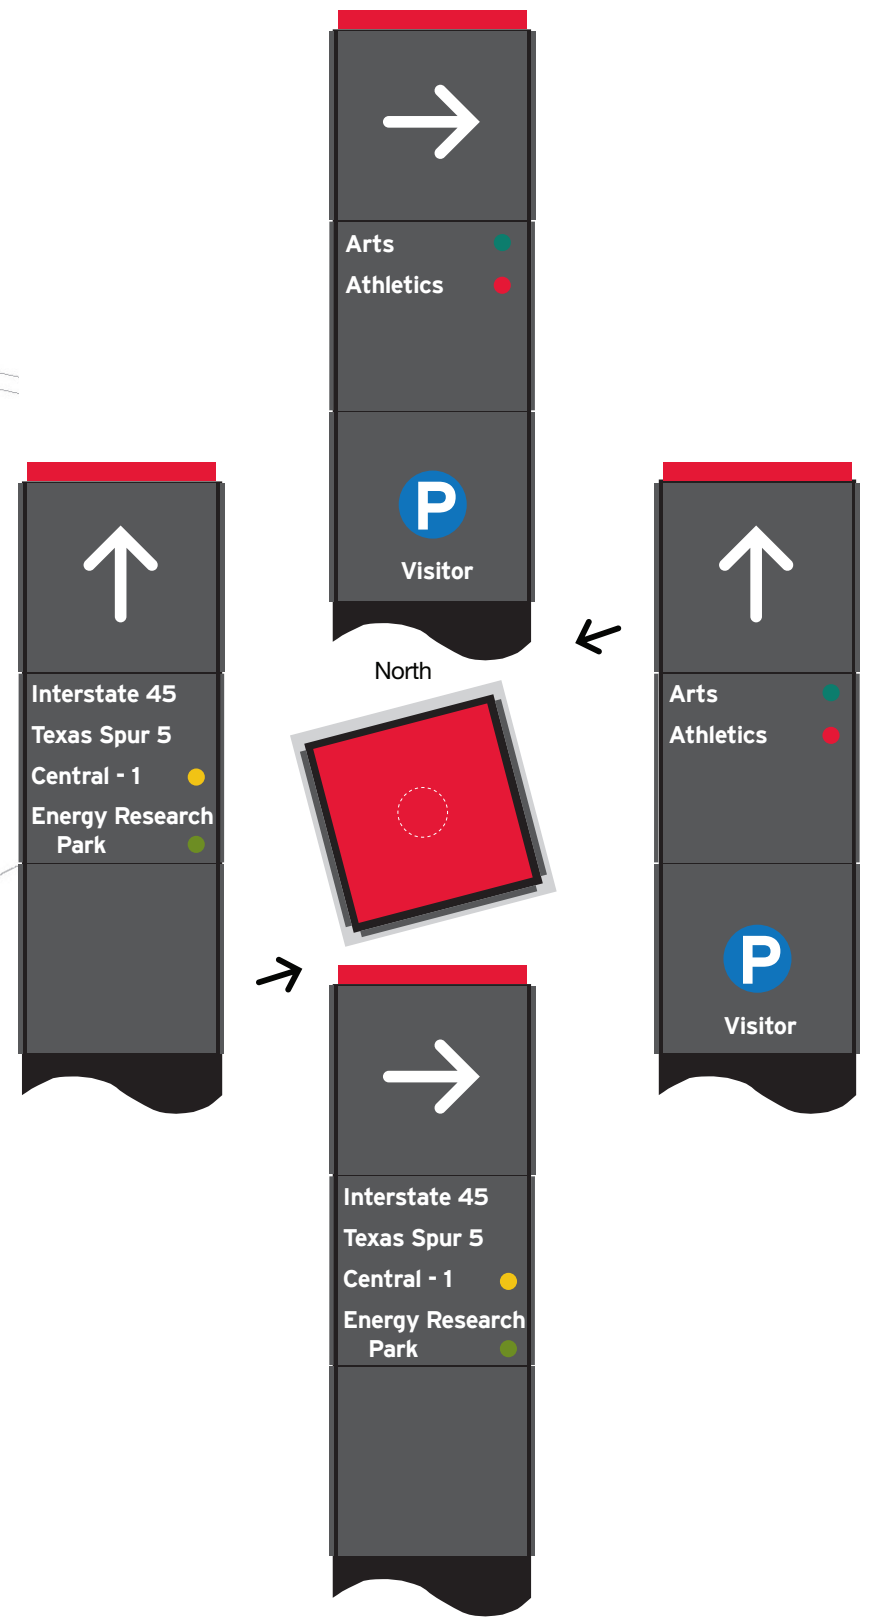 Arts
Athletics
P
Visitor
North
Interstate 45
Texas Spur 5
Central - 1
Energy Research
Park
Arts
Athletics
P
Visitor
Interstate 45
Texas Spur 5
Central - 1
Energy Research
Park